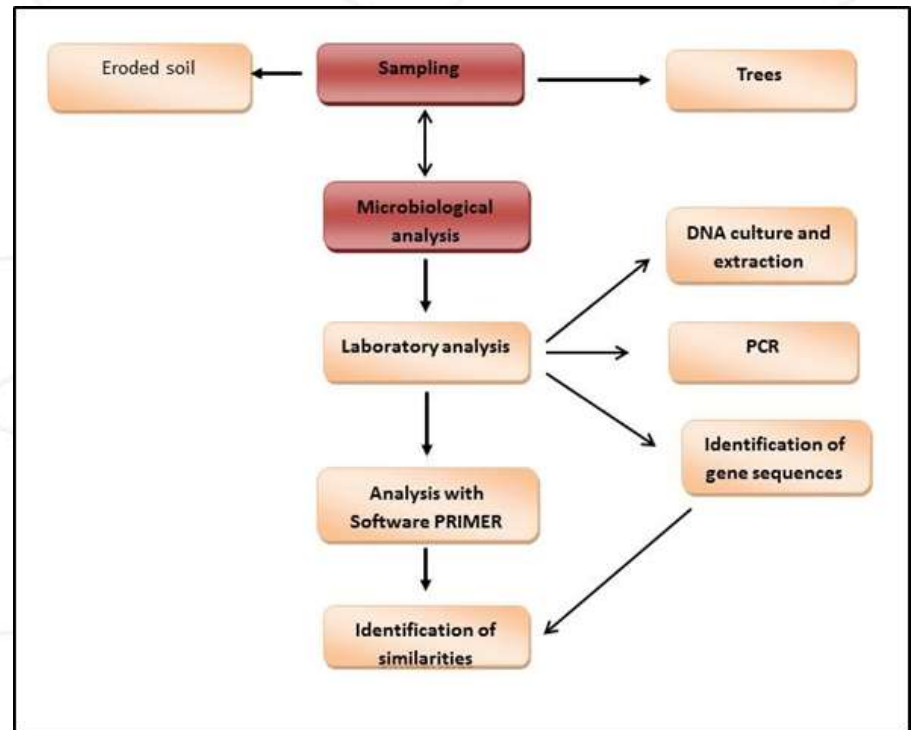 Eroded soil
Sampling
Trees
Microbiological
analysis
DNA culture and
extraction
Laboratory analysis
PCR
Identification of
gene sequences
Analysis with
Software PRIMER
Identification of
similarities